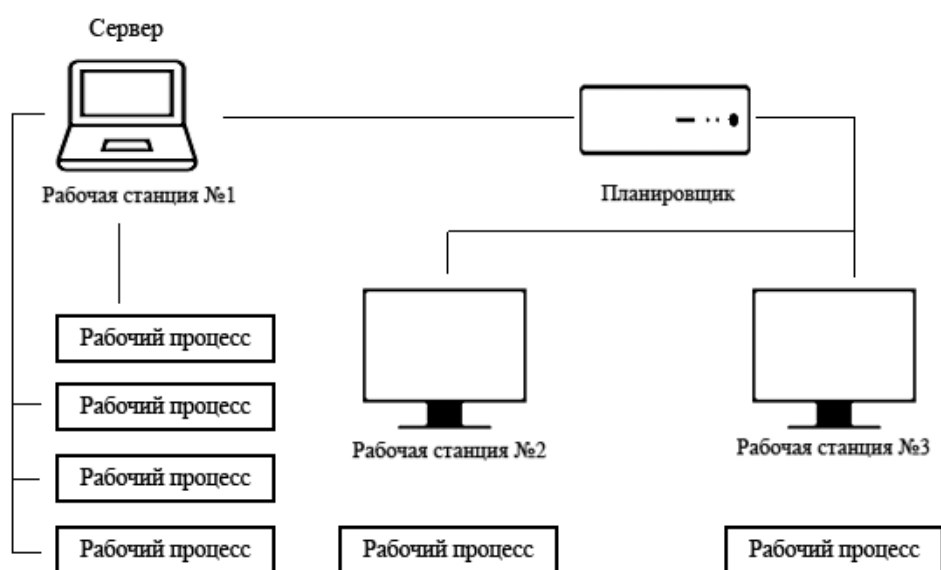 Сервер
Рабочая станция №1
Планировщик
Рабочий процесс
Рабочий процесс
Рабочая станция №2
Рабочая станция №3
Рабочий процесс
Рабочий процесс
Рабочий процесс
Рабочий процесс